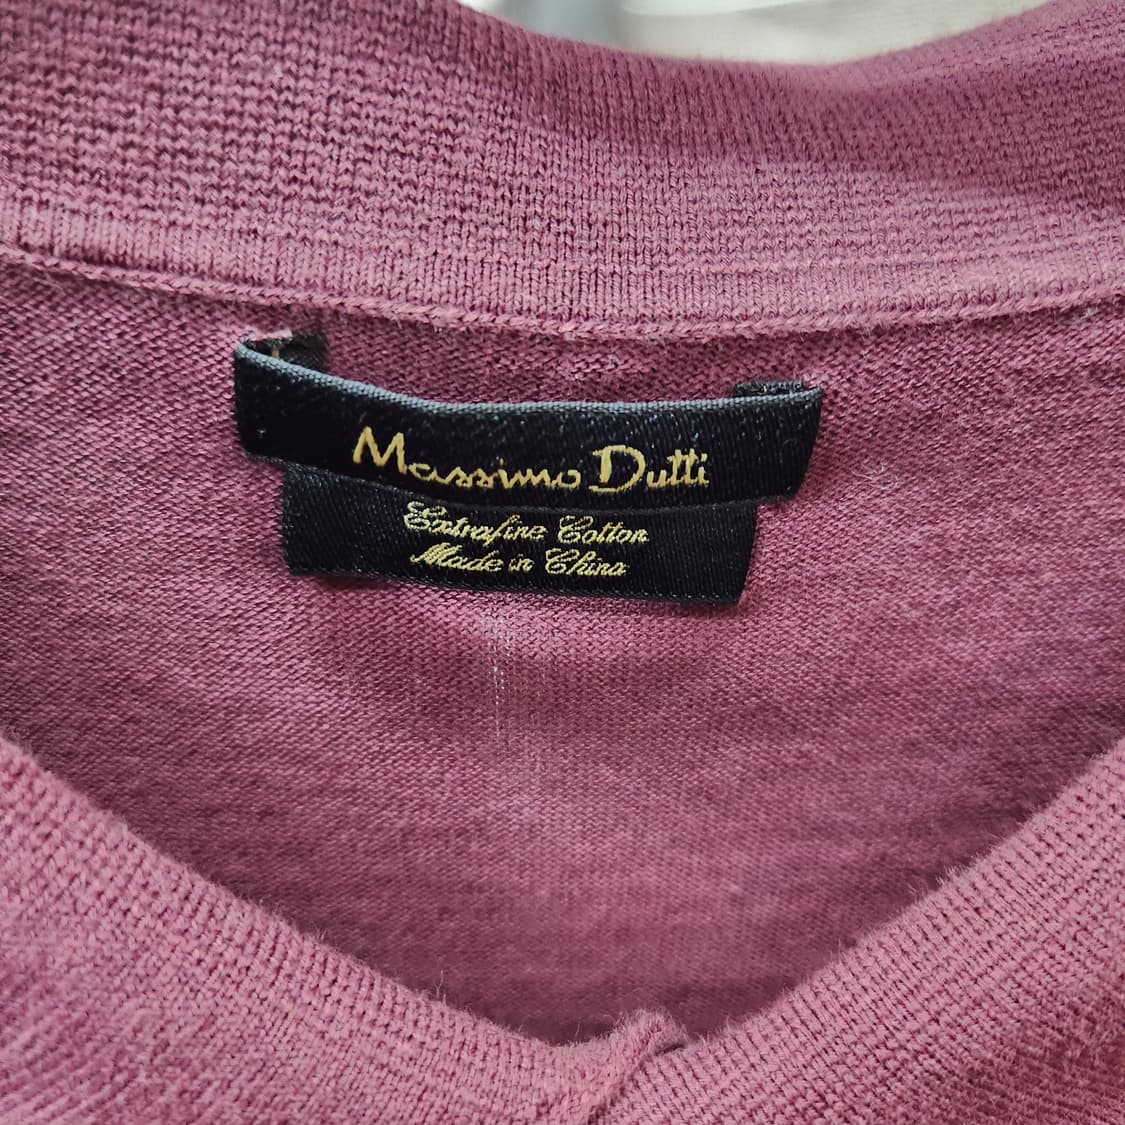 Massimo Dutti
Extrafine Cotton
Made in China